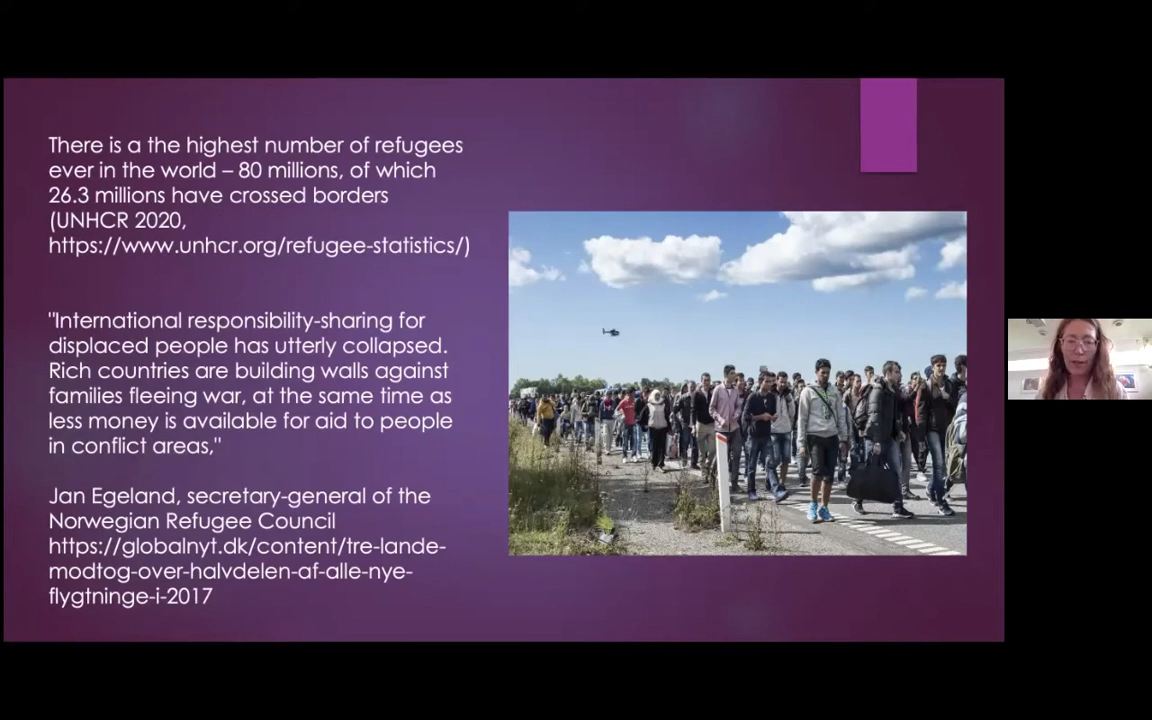 There is a the highest number of refugees
ever in the world – 80 millions, of which
26.3 millions have crossed borders
(UNHCR 2020,
https://www.unhcr.org/refugee-statistics/)
"International responsibility-sharing for
displaced people has utterly collapsed.
Rich countries are building walls against
families fleeing war, at the same time as
less money is available for aid to people
in conflict areas,"
Jan Egeland, secretary-general of the
Norwegian Refugee Council
https://globalnyt.dk/content/tre-lande-
modtog-over-halvdelen-af-alle-nye-
flygtninge-i-2017